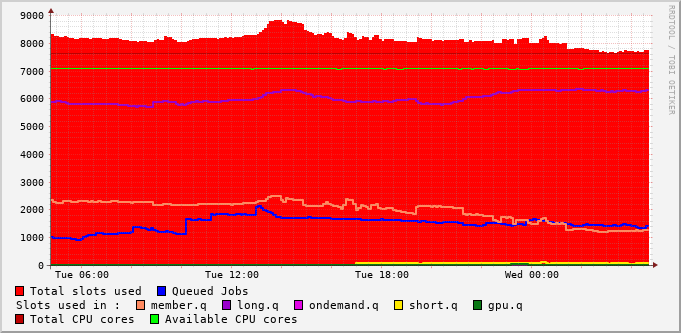 9000
8000
7000
6000
5000
4000
3000
2000
1000
0
Tue 06:00 Tue 12:00 Tue 18:00 Wed 00:00
RRDTOOL / TOBI OETIKER
Total slots used Queued Jobs
Slots used in : member.q long.q ondemand.q short.q gpu.q
Total CPU cores Available CPU cores